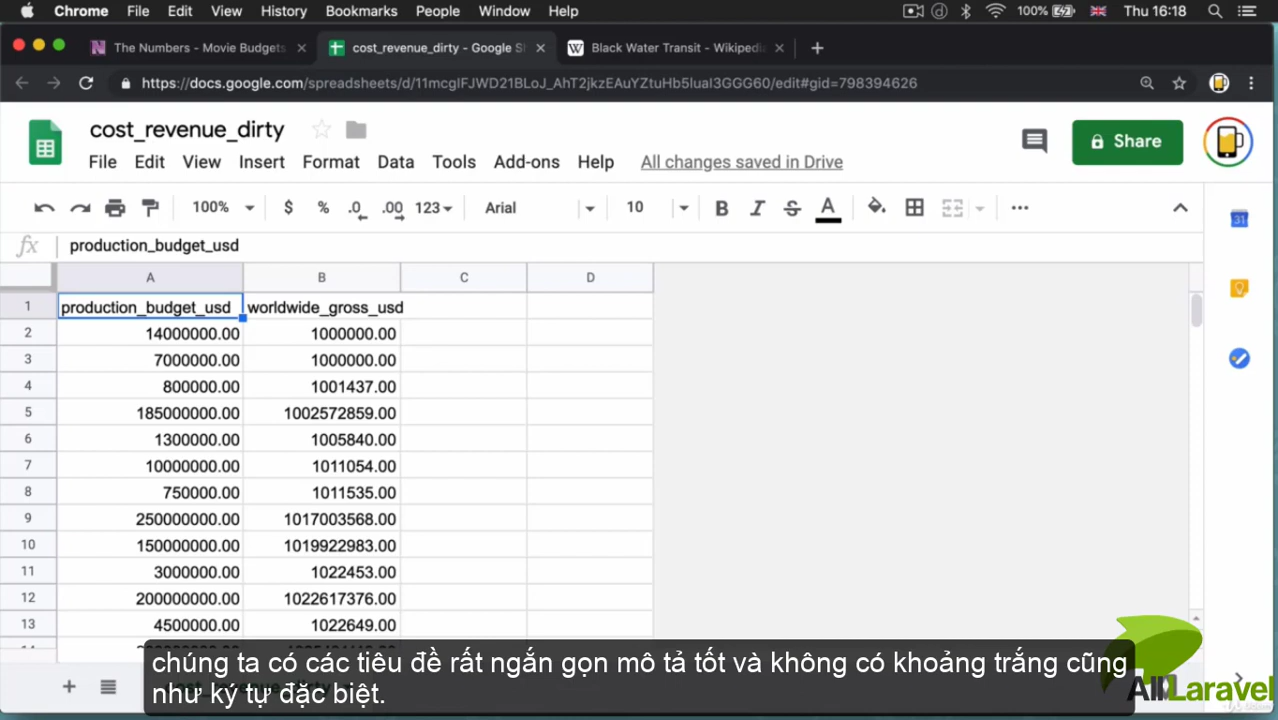 Chrome File Edit View History Bookmarks People Window Help 100% Thu 16:18
The Numbers - Movie Budgets cost_revenue_dirty - Google Sh Black Water Transit - Wikipedi
https://docs.google.com/spreadsheets/d/11mcgIFJWD21BLoJ_AhT2jkzEAuYZtuHb5luaI3GGG60/edit#gid=798394626
cost_revenue_dirty
File Edit View Insert Format Data Tools Add-ons Help All changes saved in Drive Share
100% $ % .0 .00 123 Arial 10 B I S A
fx production_budget_usd
A B C D
1 production_budget_usd worldwide_gross_usd
2 14000000.00 1000000.00
3 7000000.00 1000000.00
4 800000.00 1001437.00
5 185000000.00 1002572859.00
6 1300000.00 1005840.00
7 10000000.00 1011054.00
8 750000.00 1011535.00
9 250000000.00 1017003568.00
10 150000000.00 1019922983.00
11 3000000.00 1022453.00
12 200000000.00 1022617376.00
13 4500000.00 1022649.00
chúng ta có các tiêu đề rất ngắn gọn mô tả tốt và không có khoảng trắng cũng
như ký tự đặc biệt.
AllLaravel